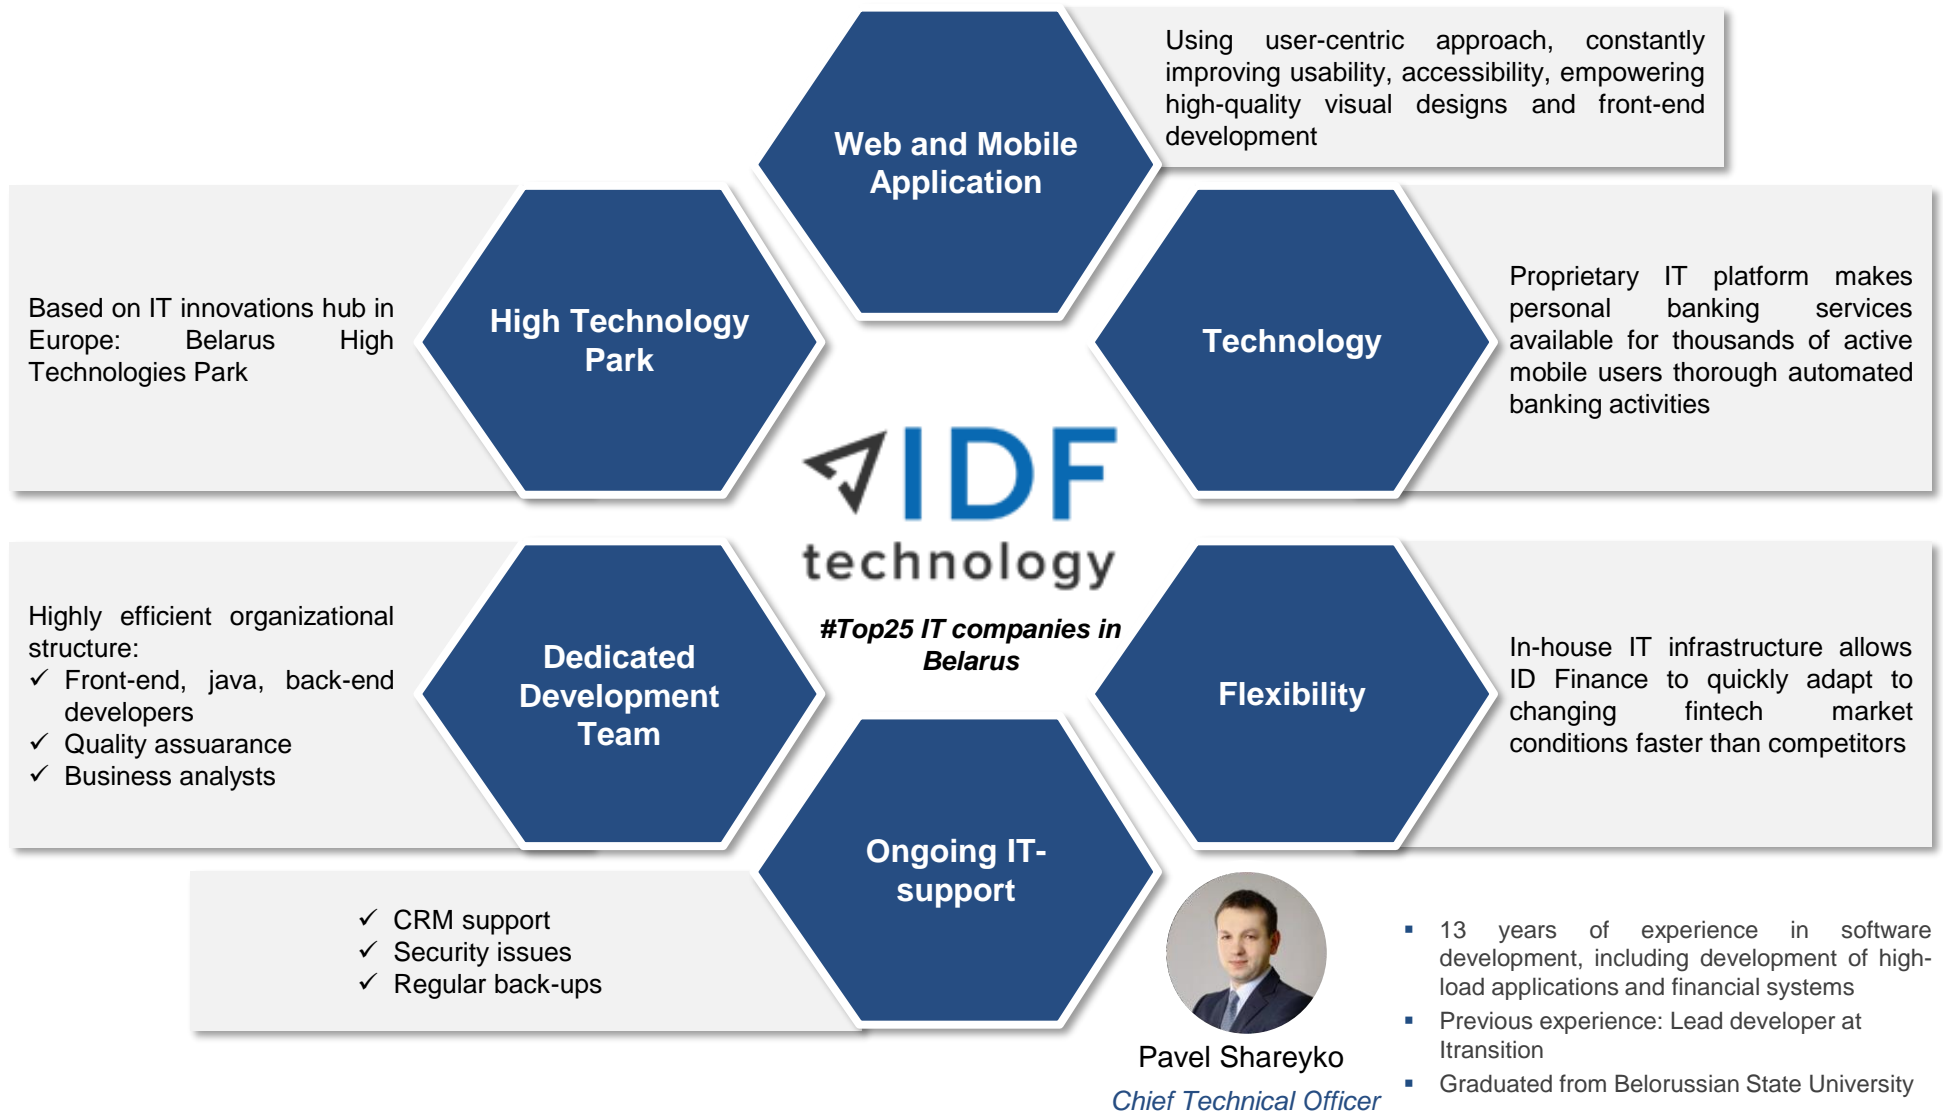 Web and Mobile
Application
Using user-centric approach, constantly
improving usability, accessibility, empowering
high-quality visual designs and front-end
development
High Technology
Park
Based on IT innovations hub in
Europe: Belarus High
Technologies Park
Technology
Proprietary IT platform makes
personal banking services
available for thousands of active
mobile users thorough automated
banking activities
IDF
technology
#Top25 IT companies in
Belarus
Dedicated
Development
Team
Highly efficient organizational
structure:
✓ Front-end, java, back-end
developers
✓ Quality assuarance
✓ Business analysts
Flexibility
In-house IT infrastructure allows
ID Finance to quickly adapt to
changing fintech market
conditions faster than competitors
Ongoing IT-
support
✓ CRM support
✓ Security issues
✓ Regular back-ups
Pavel Shareyko
Chief Technical Officer
▪ 13 years of experience in software
development, including development of high-
load applications and financial systems
▪ Previous experience: Lead developer at
Itransition
▪ Graduated from Belorussian State University